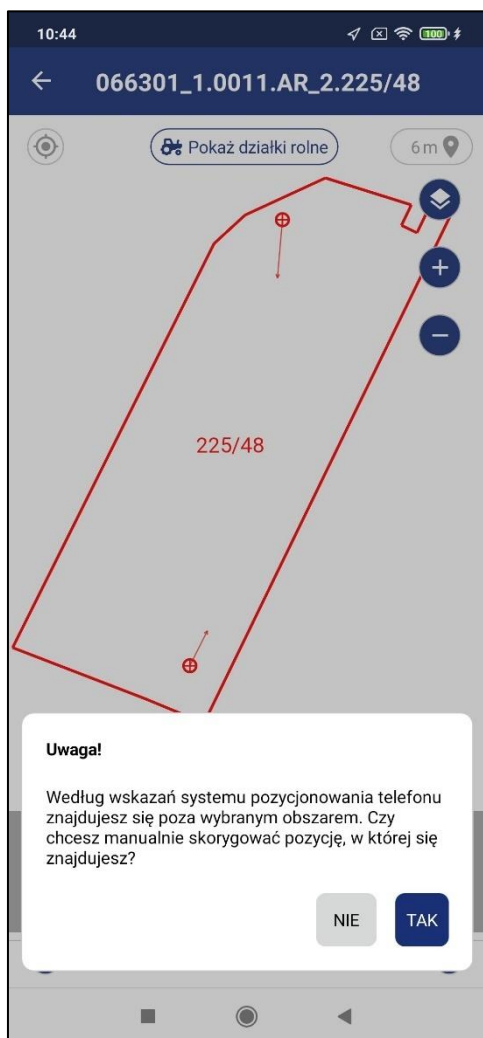 10:44
100
066301_1.0011.AR_2.225/48
Pokaż działki rolne
6 m
225/48
Uwaga!
Według wskazań systemu pozycjonowania telefonu
znajdujesz się poza wybranym obszarem. Czy
chcesz manualnie skorygować pozycję, w której się
znajdujesz?
NIE
TAK